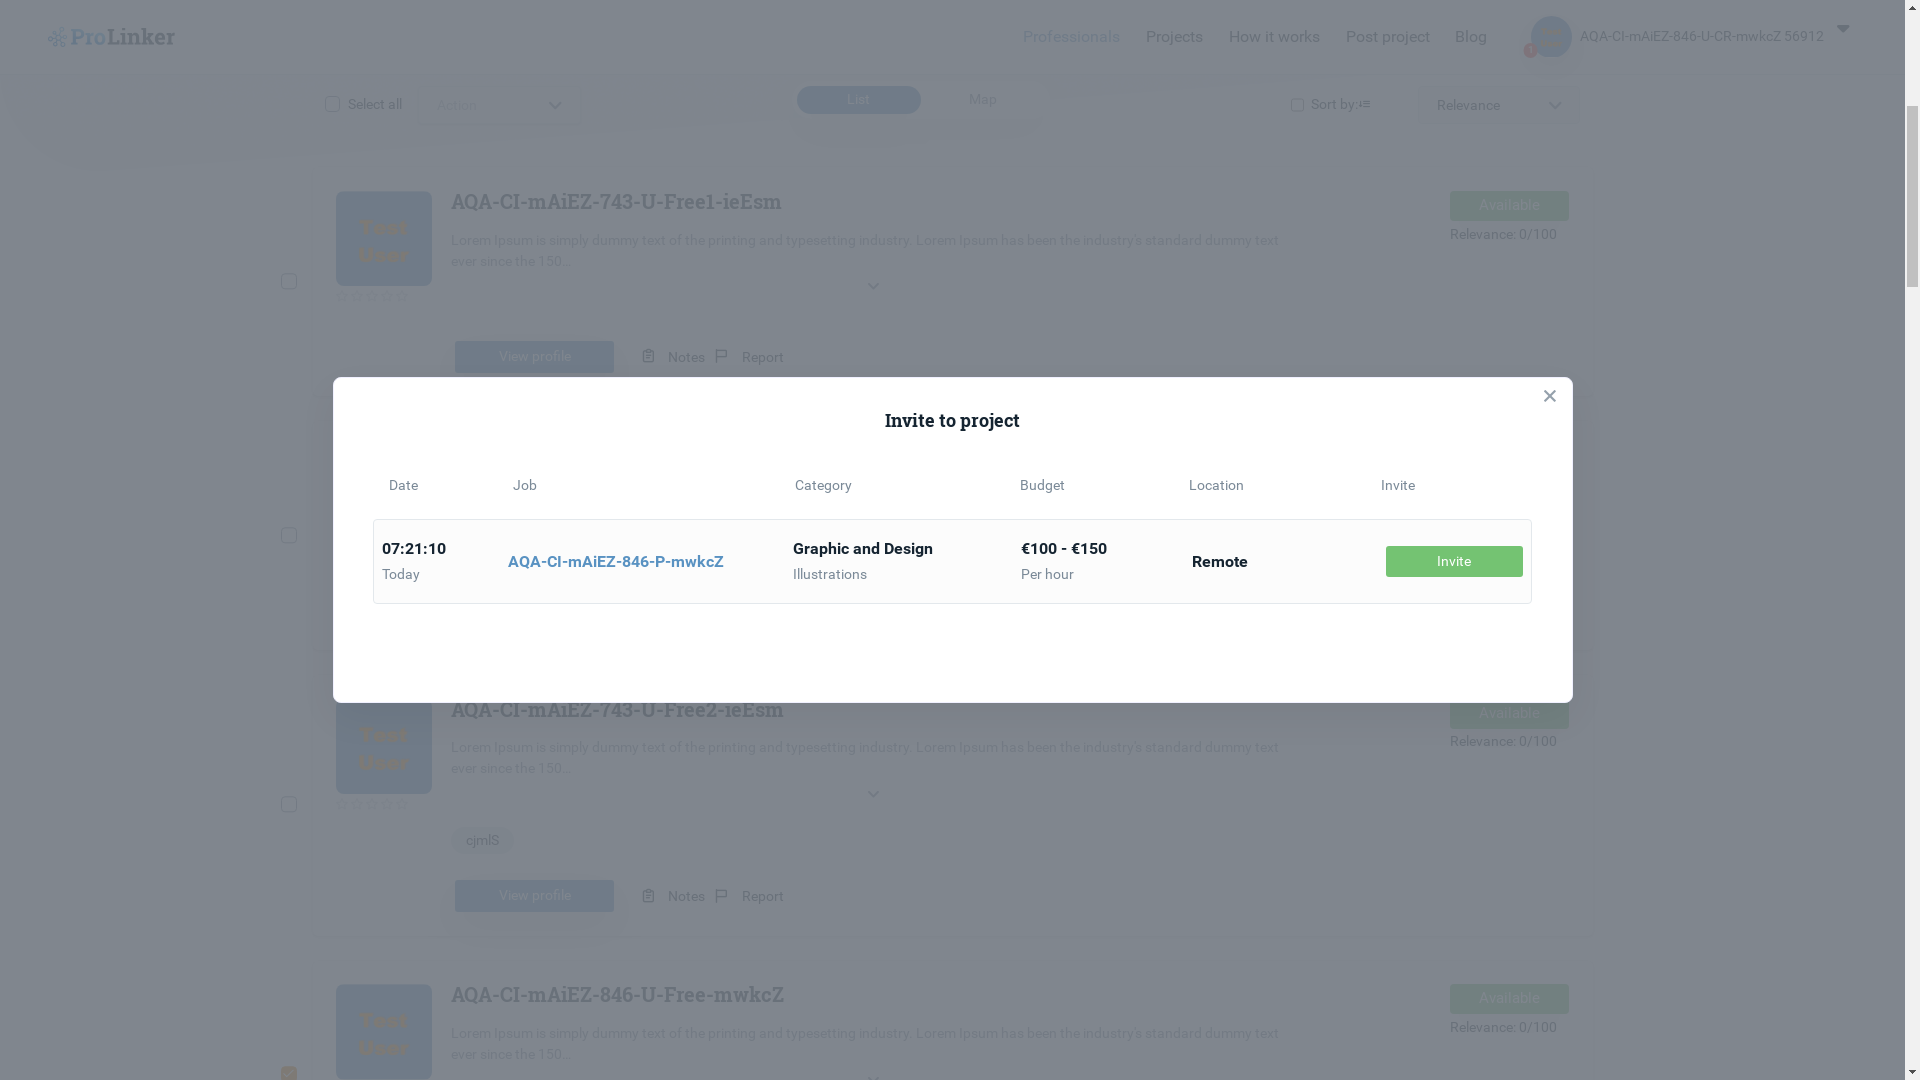 ProLinker
Professionals Projects How it works Post project Blog
1
AQA-CI-mAiEZ-846-U-CR-mwkcZ 56912
Select all Action List Map Sort by: Relevance
AQA-CI-mAiEZ-743-U-Free1-ieEsm
Available
Test
User
Lorem Ipsum is simply dummy text of the printing and typesetting industry. Lorem Ipsum has been the industry's standard dummy text
ever since the 150...
Relevance: 0/100
View profile Notes Report
Invite to project
Date Job Category Budget Location Invite
07:21:10
Today
AQA-CI-mAiEZ-846-P-mwkcZ
Graphic and Design
Illustrations
€100 - €150
Per hour
Remote
Invite
AQA-CI-mAiEZ-743-U-Free2-ieEsm
Available
Test
User
Lorem Ipsum is simply dummy text of the printing and typesetting industry. Lorem Ipsum has been the industry's standard dummy text
ever since the 150...
Relevance: 0/100
cjmlS
View profile Notes Report
AQA-CI-mAiEZ-846-U-Free-mwkcZ
Available
Test
User
Lorem Ipsum is simply dummy text of the printing and typesetting industry. Lorem Ipsum has been the industry's standard dummy text
ever since the 150...
Relevance: 0/100